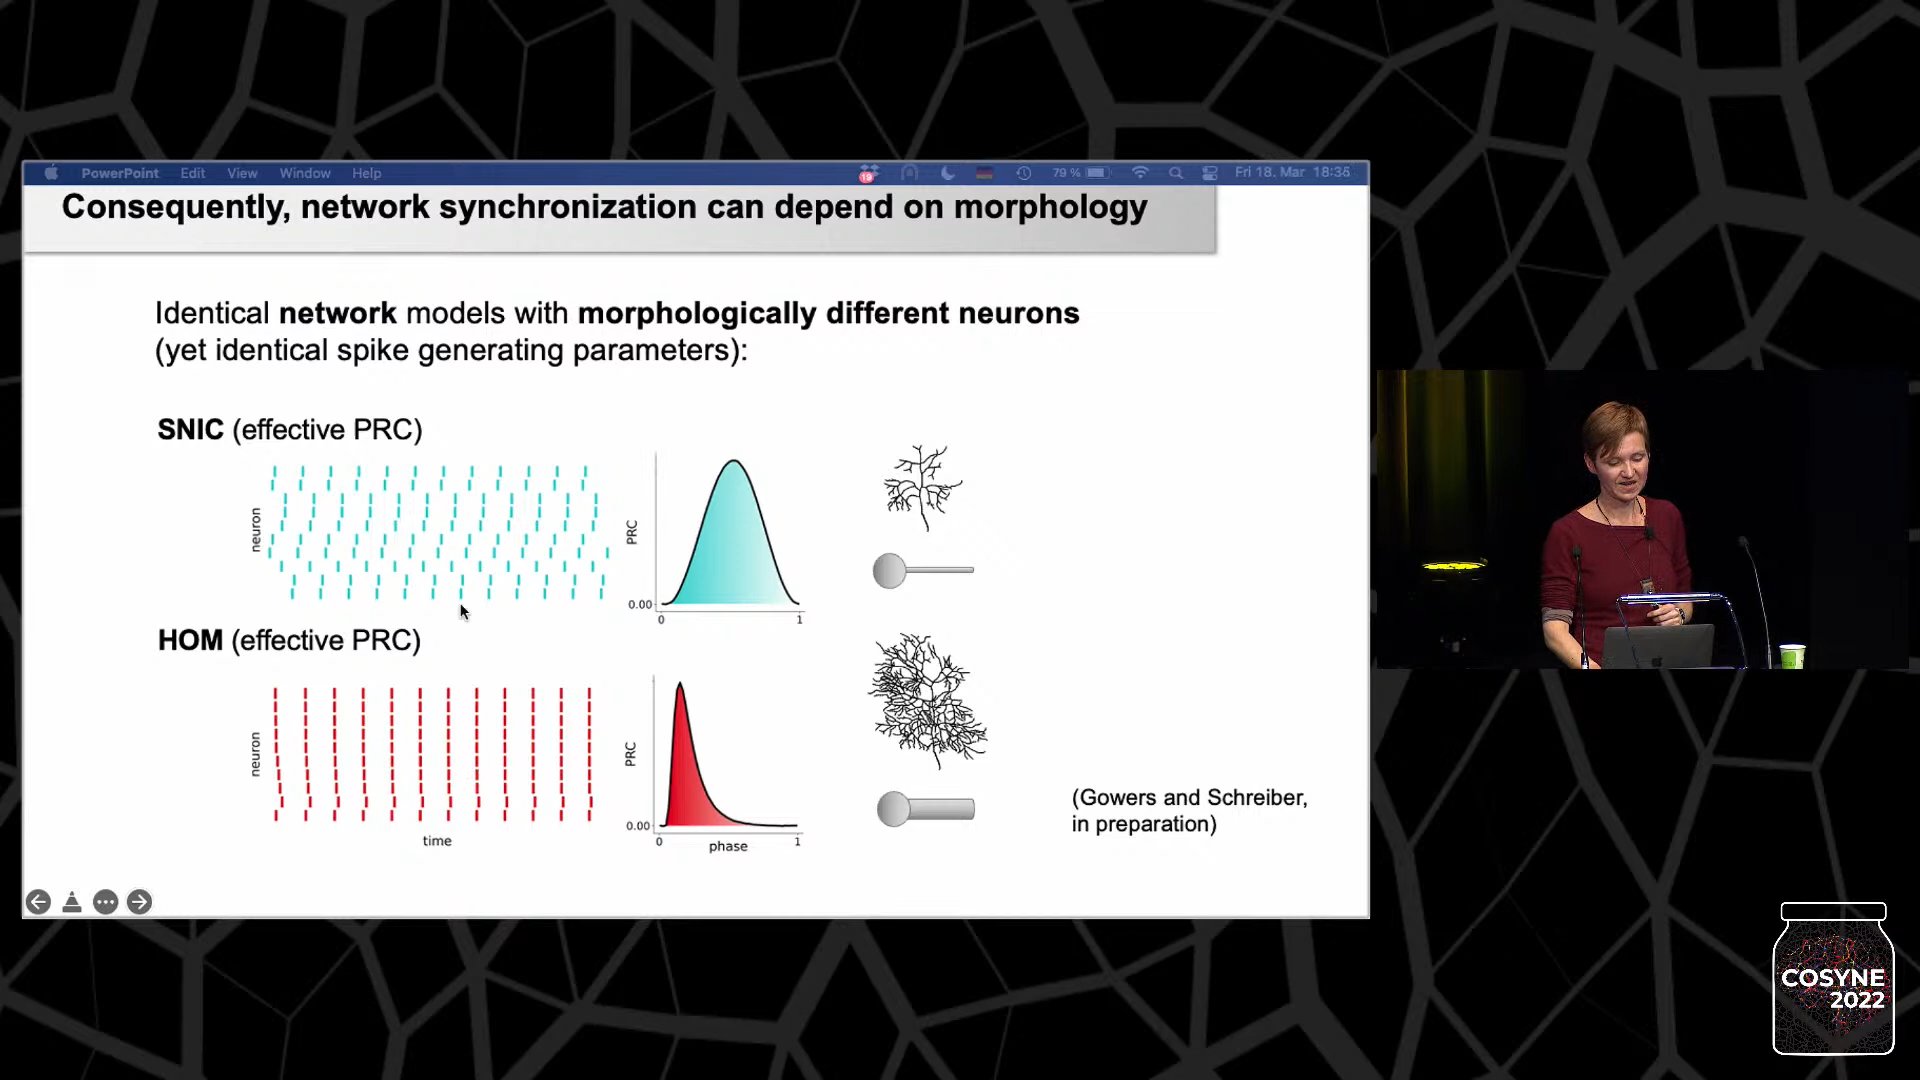 PowerPoint Edit View Window Help 19 79 % Fri 18. Mar 18:36
Consequently, network synchronization can depend on morphology
Identical network models with morphologically different neurons
(yet identical spike generating parameters):
SNIC (effective PRC)
neuron
PRC
0.00
0 1
HOM (effective PRC)
neuron
PRC
0.00
0 1
time
phase
(Gowers and Schreiber,
in preparation)
COSYNE
2022